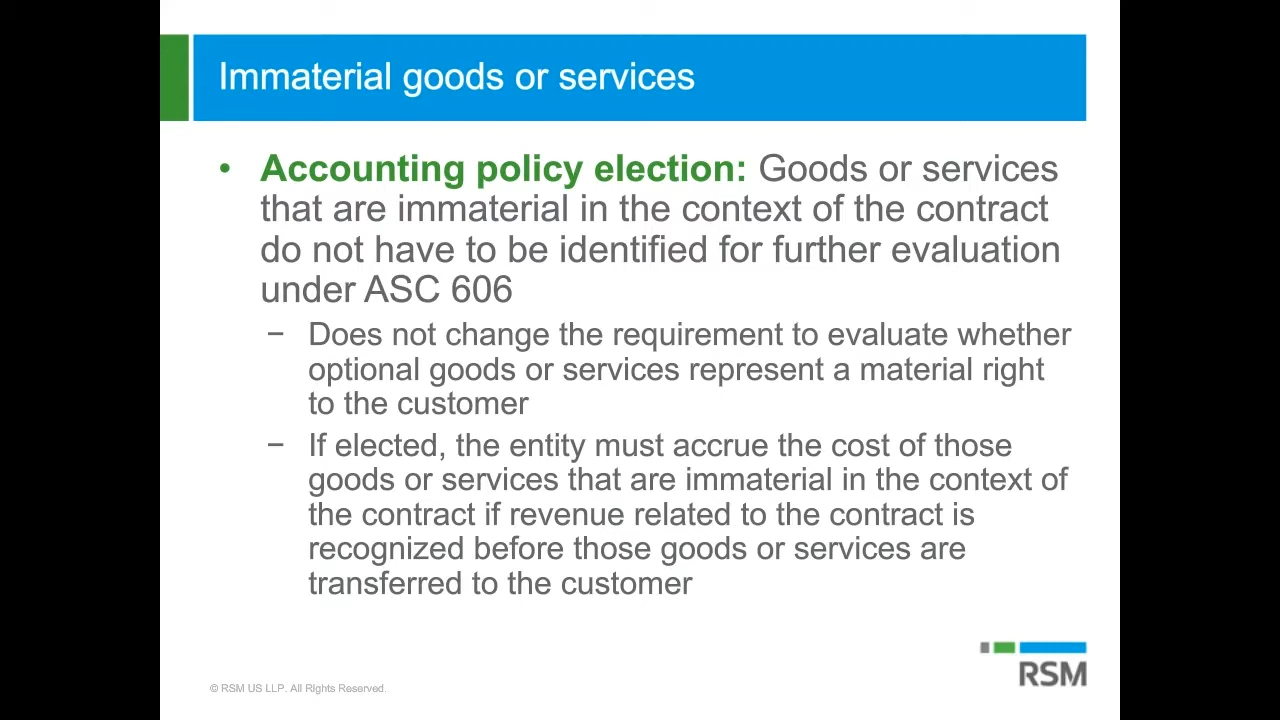 Immaterial goods or services
• Accounting policy election: Goods or services
that are immaterial in the context of the contract
do not have to be identified for further evaluation
under ASC 606
− Does not change the requirement to evaluate whether
optional goods or services represent a material right
to the customer
− If elected, the entity must accrue the cost of those
goods or services that are immaterial in the context of
the contract if revenue related to the contract is
recognized before those goods or services are
transferred to the customer
RSM
© RSM US LLP. All Rights Reserved.